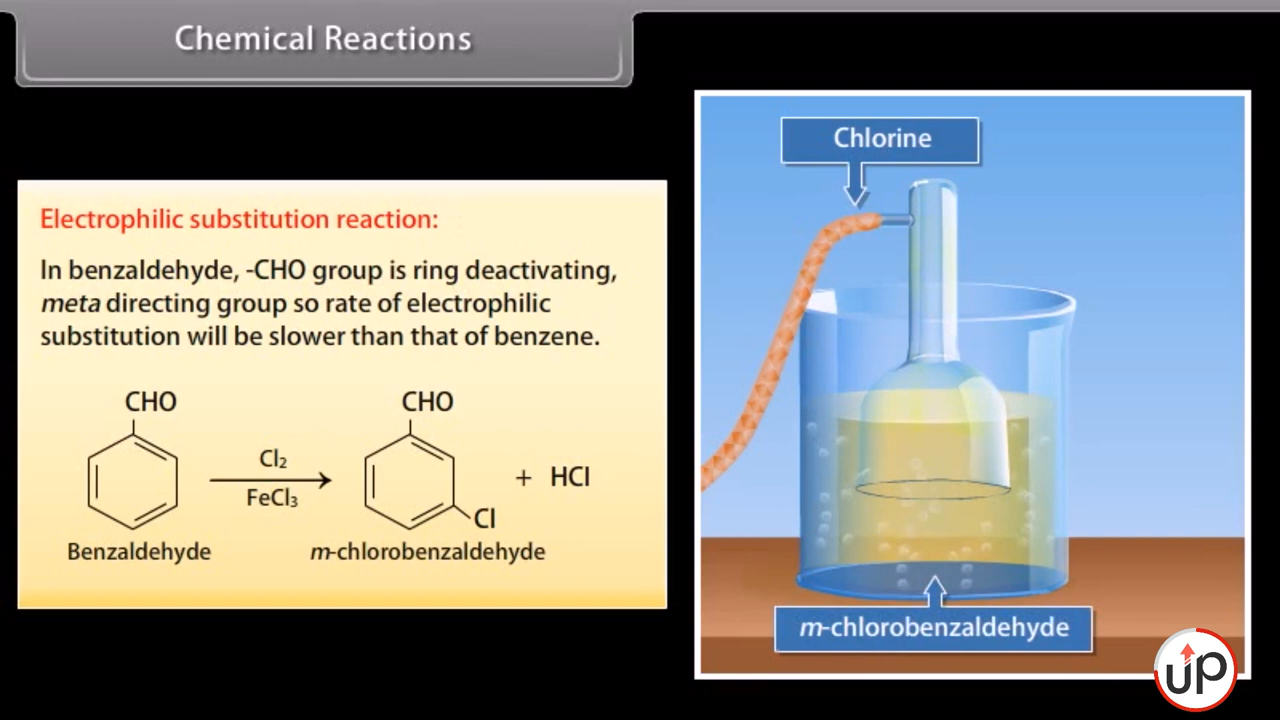 Chemical Reactions
Electrophilic substitution reaction:
In benzaldehyde, -CHO group is ring deactivating,
meta directing group so rate of electrophilic
substitution will be slower than that of benzene.
CHO
CHO
Cl₂
FeCl₃
+ HCl
Cl
Benzaldehyde
m-chlorobenzaldehyde
Chlorine
m-chlorobenzaldehyde
UP